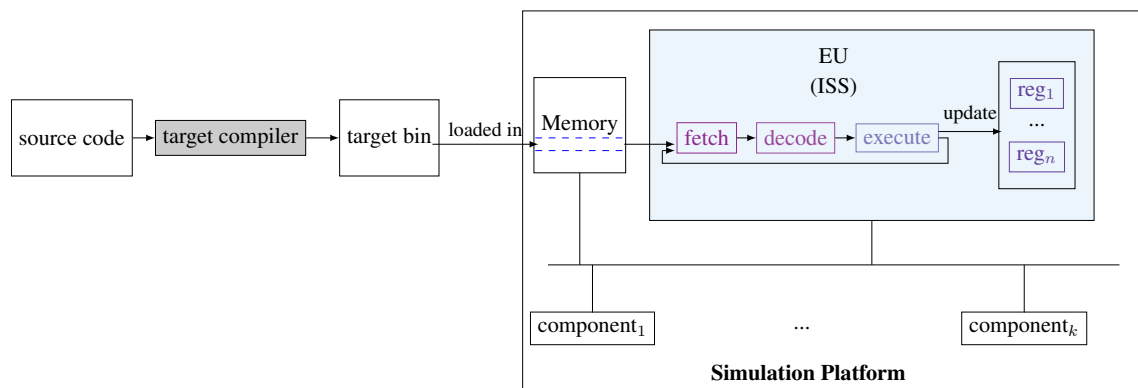 source code
target compiler
target bin
loaded in
Memory
EU
(ISS)
fetch
decode
execute
update
reg₁
...
regₙ
component₁
...
componentₖ
Simulation Platform